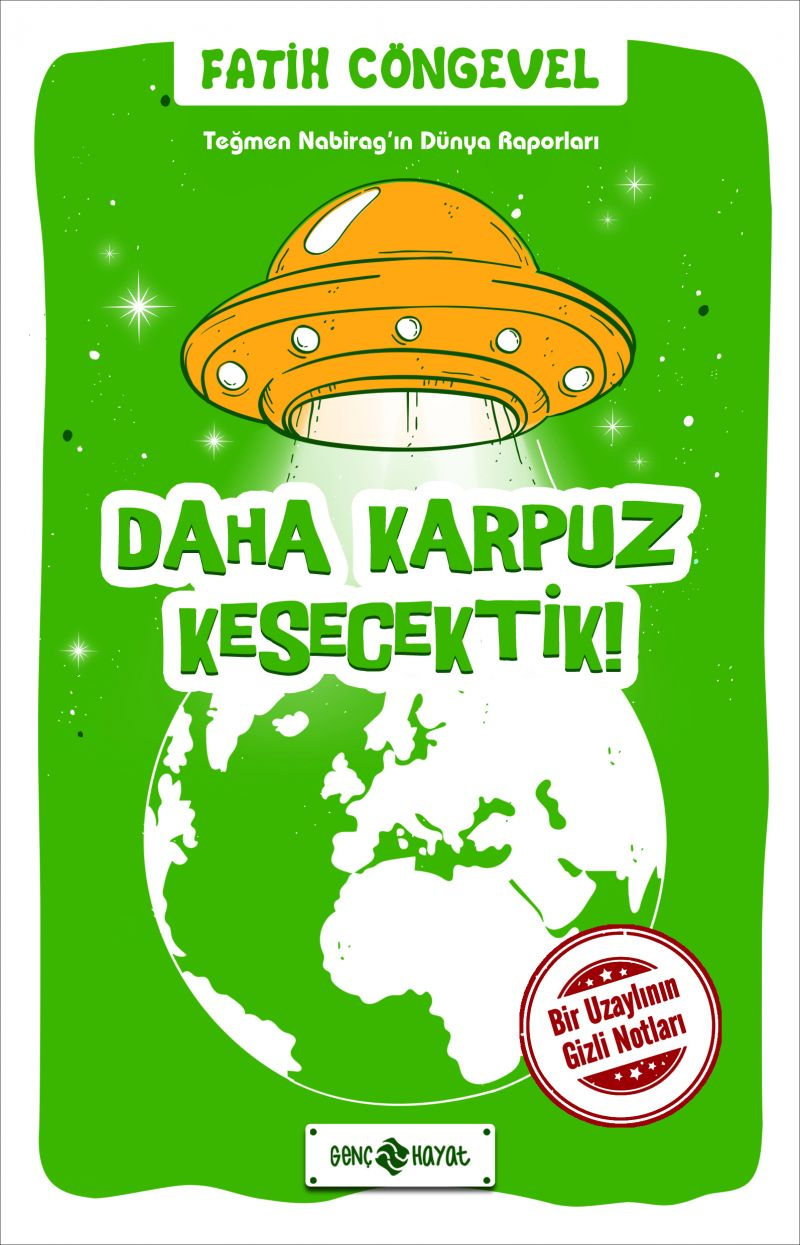 FATİH CÖNGEVEL
Teğmen Nabirag'ın Dünya Raporları
DAHA KARPUZ
KESECEKTİK!
Bir Uzaylının
Gizli Notları
GENÇ HAYAT